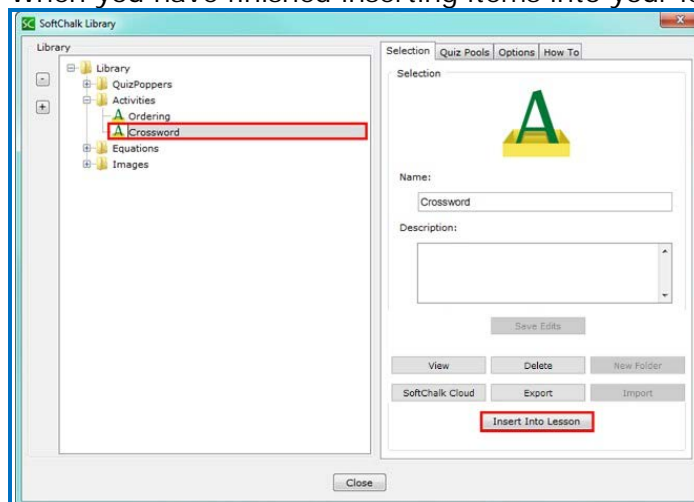 When you have finished inserting items into your le
SoftChalk Library
Library
Library
QuizPoppers
Activities
Ordering
Crossword
Equations
Images
Selection Quiz Pools Options How To
Selection
Name:
Crossword
Description:
Save Edits
View Delete New Folder
SoftChalk Cloud Export Import
Insert Into Lesson
Close